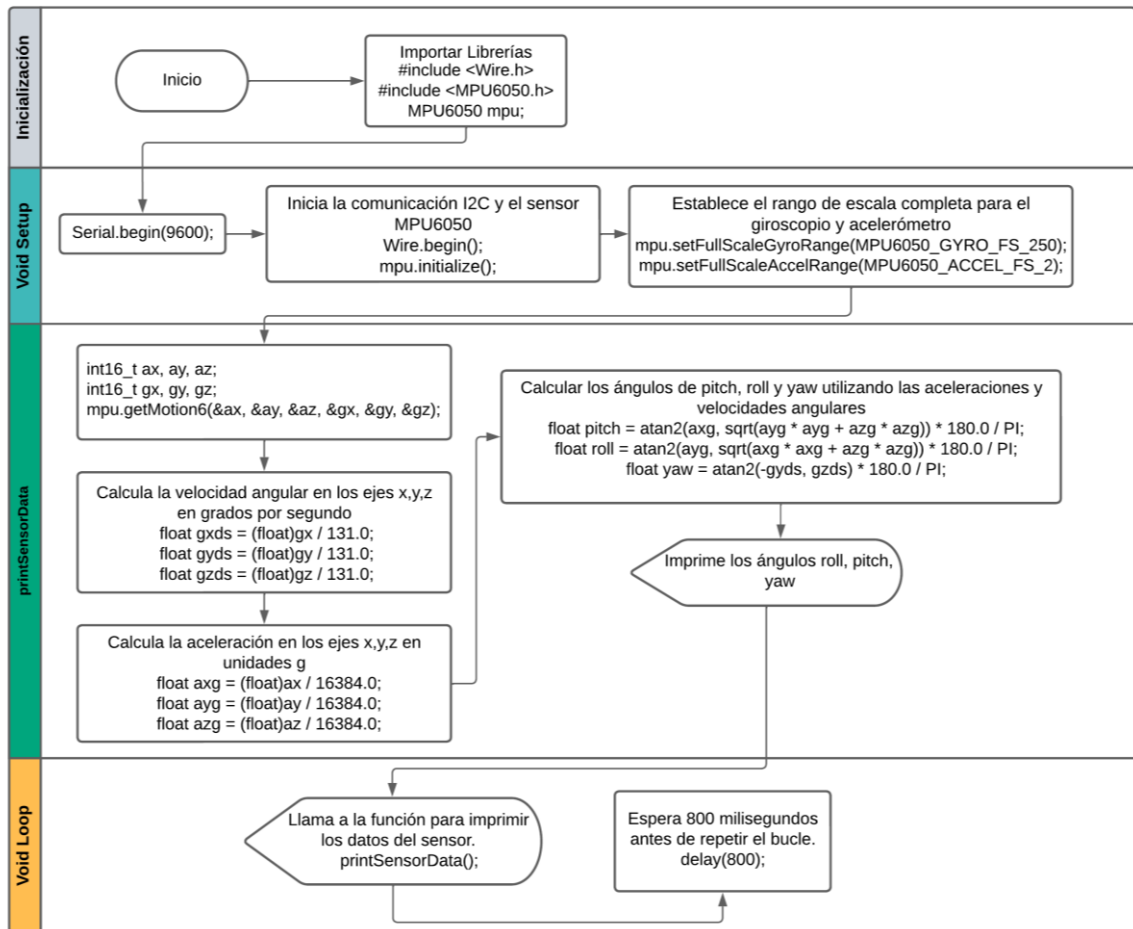 Inicialización
Inicio
Importar Librerías
#include <Wire.h>
#include <MPU6050.h>
MPU6050 mpu;
Void Setup
Serial.begin(9600);
Inicia la comunicación I2C y el sensor
MPU6050
Wire.begin();
mpu.initialize();
Establece el rango de escala completa para el
giroscopio y acelerómetro
mpu.setFullScaleGyroRange(MPU6050_GYRO_FS_250);
mpu.setFullScaleAccelRange(MPU6050_ACCEL_FS_2);
printSensorData
int16_t ax, ay, az;
int16_t gx, gy, gz;
mpu.getMotion6(&ax, &ay, &az, &gx, &gy, &gz);
Calcula la velocidad angular en los ejes x,y,z
en grados por segundo
float gxds = (float)gx / 131.0;
float gyds = (float)gy / 131.0;
float gzds = (float)gz / 131.0;
Calcula la aceleración en los ejes x,y,z en
unidades g
float axg = (float)ax / 16384.0;
float ayg = (float)ay / 16384.0;
float azg = (float)az / 16384.0;
Calcular los ángulos de pitch, roll y yaw utilizando las aceleraciones y
velocidades angulares
float pitch = atan2(axg, sqrt(ayg * ayg + azg * azg)) * 180.0 / PI;
float roll = atan2(ayg, sqrt(axg * axg + azg * azg)) * 180.0 / PI;
float yaw = atan2(-gyds, gzds) * 180.0 / PI;
Imprime los ángulos roll, pitch,
yaw
Void Loop
Llama a la función para imprimir
los datos del sensor.
printSensorData();
Espera 800 milisegundos
antes de repetir el bucle.
delay(800);